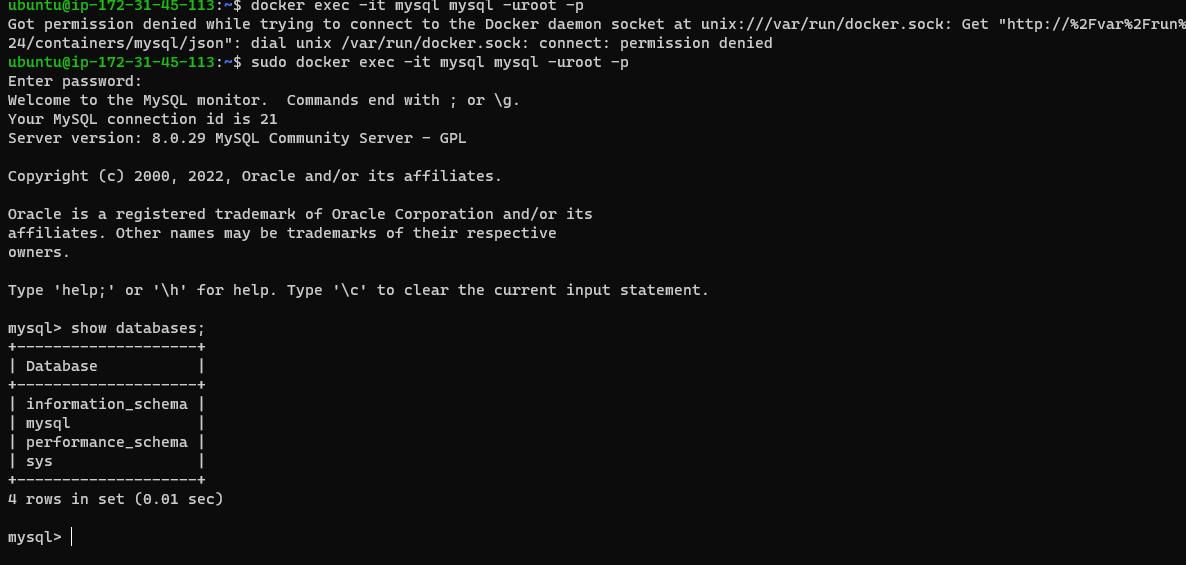 ubuntu@ip-172-31-45-113:~$ docker exec -it mysql mysql -uroot -p
Got permission denied while trying to connect to the Docker daemon socket at unix:///var/run/docker.sock: Get "http://%2Fvar%2Frun%
24/containers/mysql/json": dial unix /var/run/docker.sock: connect: permission denied
ubuntu@ip-172-31-45-113:~$ sudo docker exec -it mysql mysql -uroot -p
Enter password:
Welcome to the MySQL monitor.  Commands end with ; or \g.
Your MySQL connection id is 21
Server version: 8.0.29 MySQL Community Server - GPL
Copyright (c) 2000, 2022, Oracle and/or its affiliates.
Oracle is a registered trademark of Oracle Corporation and/or its
affiliates. Other names may be trademarks of their respective
owners.
Type 'help;' or '\h' for help. Type '\c' to clear the current input statement.
mysql> show databases;
+--------------------+
| Database           |
+--------------------+
| information_schema |
| mysql              |
| performance_schema |
| sys                |
+--------------------+
4 rows in set (0.01 sec)
mysql>